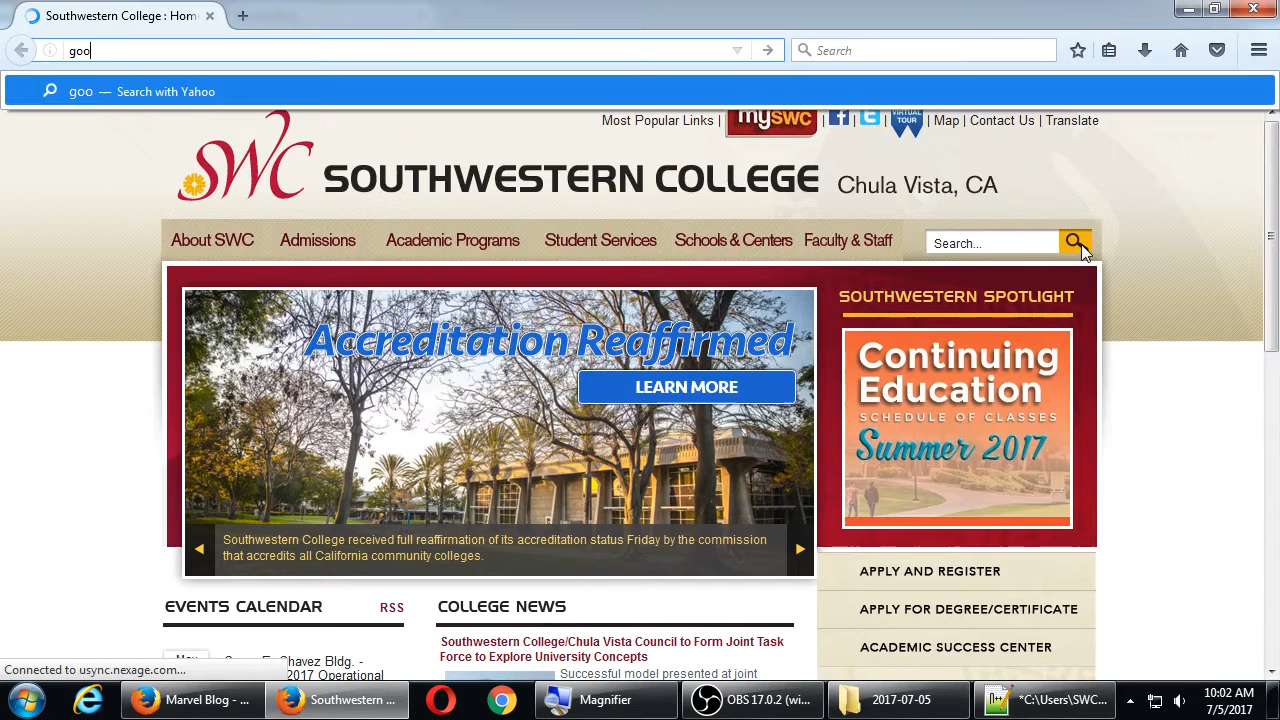 Southwestern College : Hom
goo
Search
goo — Search with Yahoo
Most Popular Links | mySWC | f | t | VIRTUAL TOUR | Map | Contact Us | Translate
SWC SOUTHWESTERN COLLEGE Chula Vista, CA
About SWC Admissions Academic Programs Student Services Schools & Centers Faculty & Staff Search...
Accreditation Reaffirmed
LEARN MORE
Southwestern College received full reaffirmation of its accreditation status Friday by the commission
that accredits all California community colleges.
SOUTHWESTERN SPOTLIGHT
Continuing
Education
SCHEDULE OF CLASSES
Summer 2017
APPLY AND REGISTER
APPLY FOR DEGREE/CERTIFICATE
ACADEMIC SUCCESS CENTER
EVENTS CALENDAR RSS
Chavez Bldg. -
2017 Operational
COLLEGE NEWS
Southwestern College/Chula Vista Council to Form Joint Task
Force to Explore University Concepts
Successful model presented at joint
Connected to usync.nexage.com...
Marvel Blog - ...
Southwestern ...
Magnifier
OBS 17.0.2 (wi...
2017-07-05
*C:\Users\SWC...
10:02 AM
7/5/2017